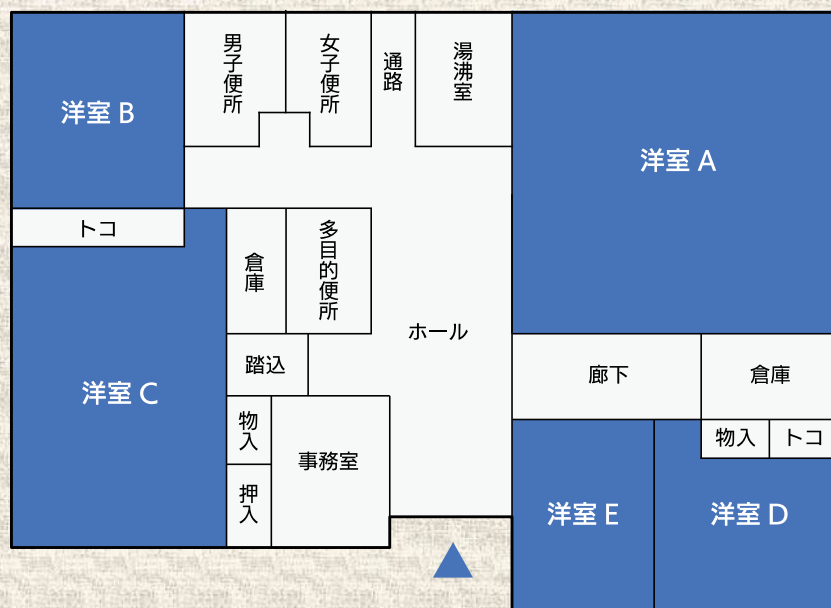 洋室 B
男子便所
女子便所
通路
湯沸室
洋室 A
トコ
倉庫
多目的便所
ホール
踏込
廊下
倉庫
洋室 C
物入
事務室
押入
物入
トコ
洋室 E
洋室 D